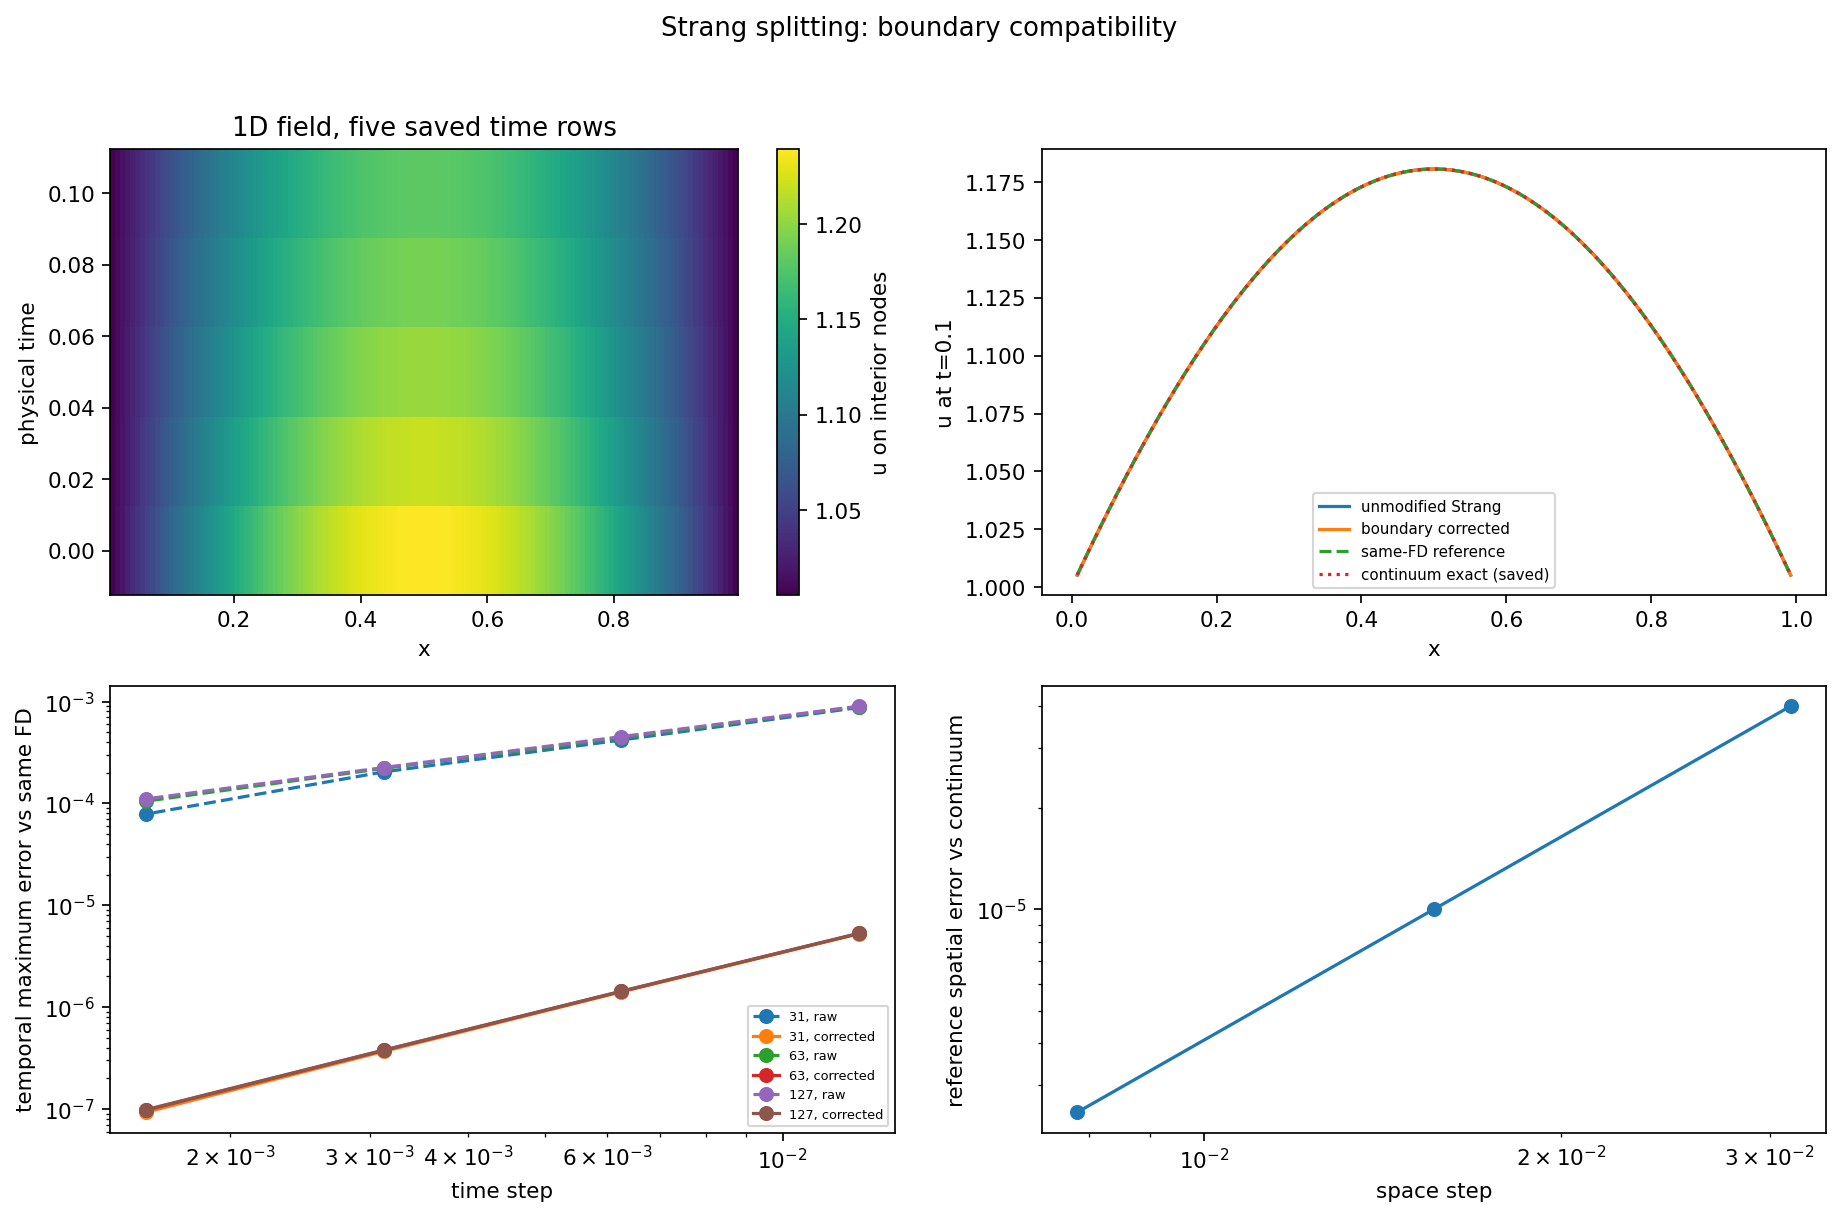 Strang splitting: boundary compatibility
1D field, five saved time rows
physical time
0.10
0.08
0.06
0.04
0.02
0.00
0.2
0.4
0.6
0.8
x
1.20
1.15
1.10
1.05
u on interior nodes
u at t=0.1
1.175
1.150
1.125
1.100
1.075
1.050
1.025
1.000
unmodified Strang
boundary corrected
same-FD reference
continuum exact (saved)
0.0
0.2
0.4
0.6
0.8
1.0
x
temporal maximum error vs same FD
10⁻³
10⁻⁴
10⁻⁵
10⁻⁶
10⁻⁷
31, raw
31, corrected
63, raw
63, corrected
127, raw
127, corrected
2 × 10⁻³
3 × 10⁻³
4 × 10⁻³
6 × 10⁻³
10⁻²
time step
reference spatial error vs continuum
10⁻⁵
10⁻²
2 × 10⁻²
3 × 10⁻²
space step